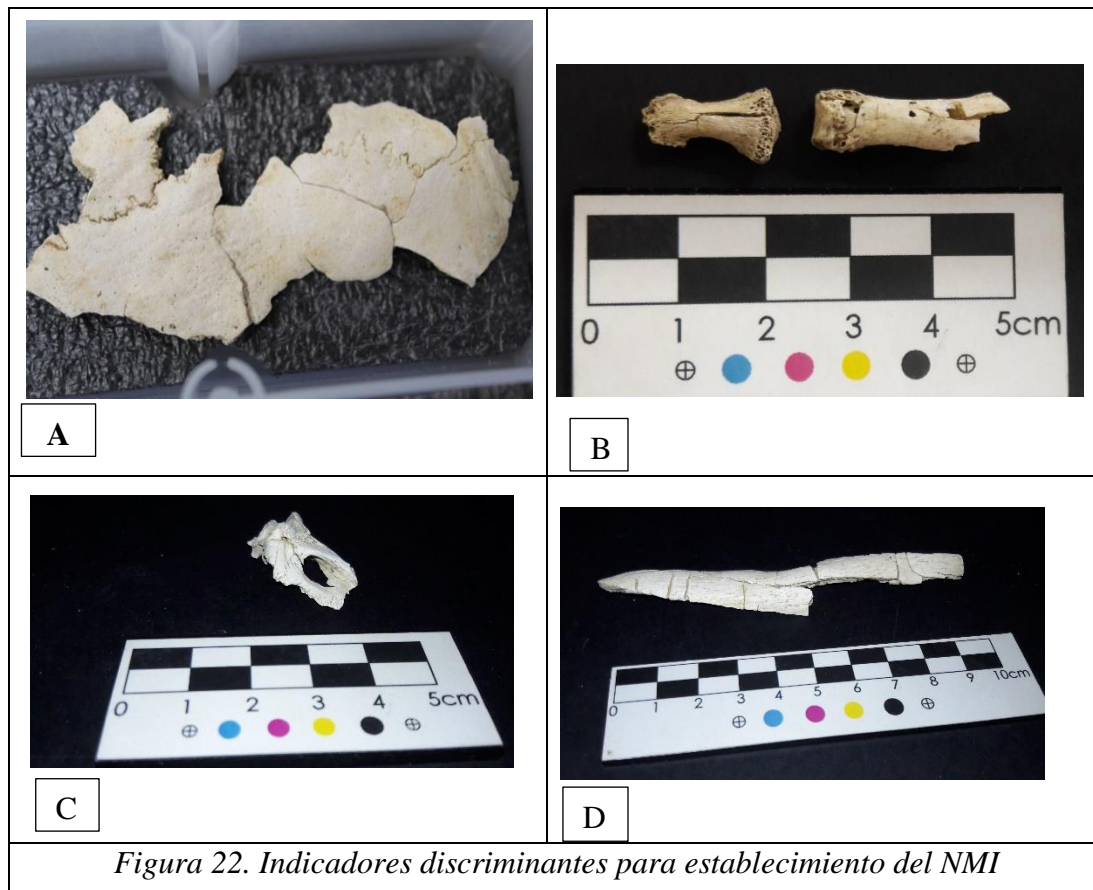 A
0 1 2 3 4 5cm
B
0 1 2 3 4 5cm
C
0 1 2 3 4 5 6 7 8 9 10cm
D
Figura 22. Indicadores discriminantes para establecimiento del NMI